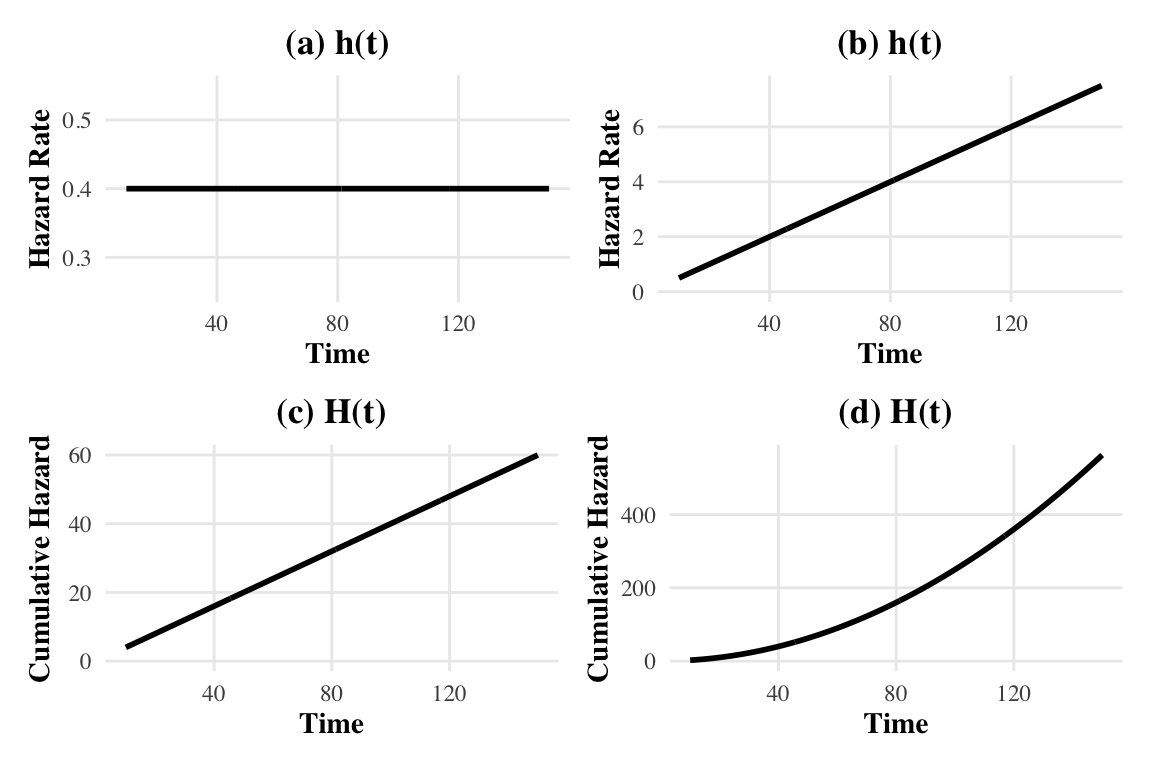 (a) h(t)
Hazard Rate
0.5
0.4
0.3
40 80 120
Time
(b) h(t)
Hazard Rate
6
4
2
0
40 80 120
Time
(c) H(t)
Cumulative Hazard
60
40
20
0
40 80 120
Time
(d) H(t)
Cumulative Hazard
400
200
0
40 80 120
Time